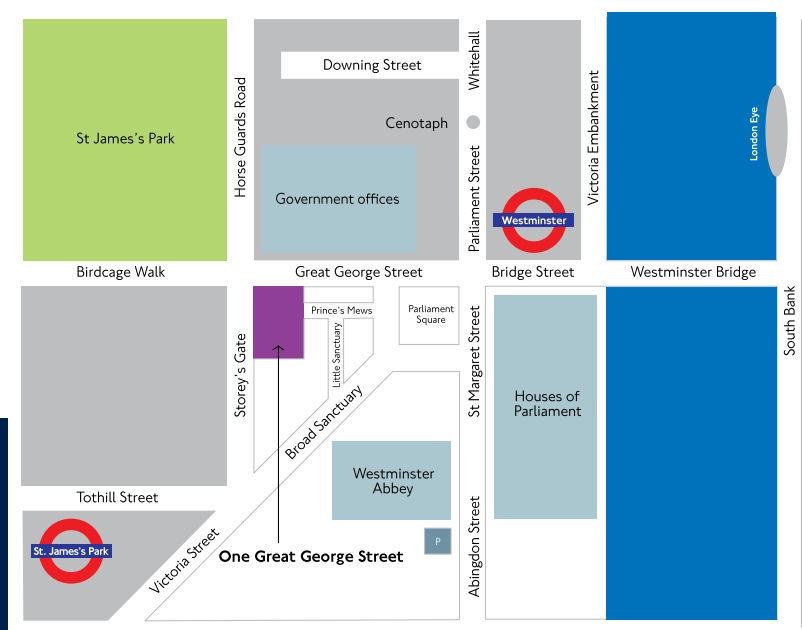 Downing Street
Whitehall
St James's Park
Horse Guards Road
Cenotaph
Victoria Embankment
London Eye
Government offices
Parliament Street
Westminster
Birdcage Walk
Great George Street
Bridge Street
Westminster Bridge
South Bank
Storey's Gate
Prince's Mews
Little Sanctuary
Parliament
Square
St Margaret Street
Houses of
Parliament
Broad Sanctuary
Westminster
Abbey
Tothill Street
St. James's Park
Victoria Street
P
Abingdon Street
One Great George Street